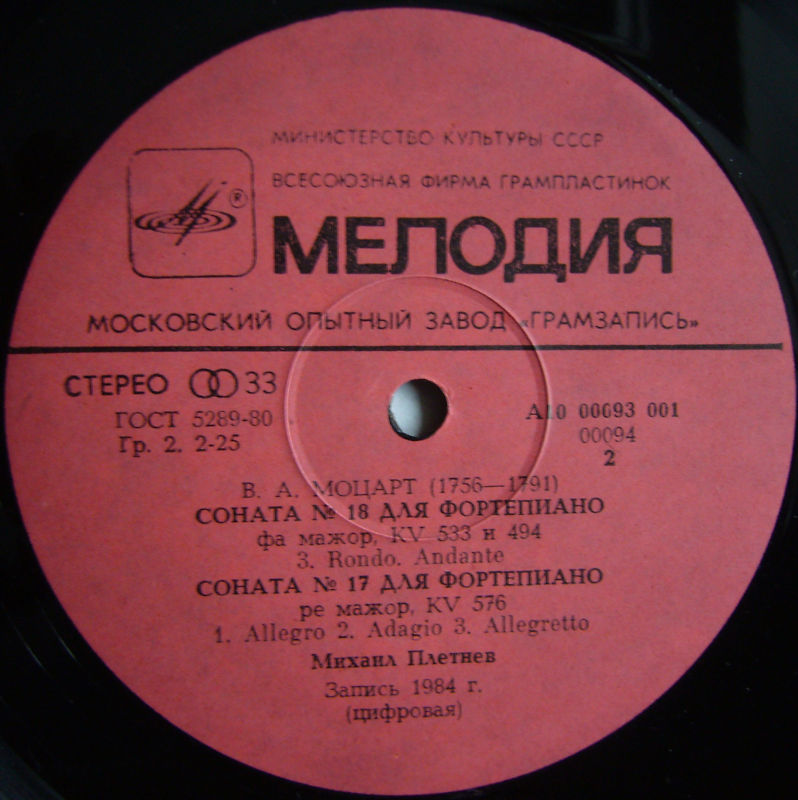 МИНИСТЕРСТВО КУЛЬТУРЫ СССР
ВСЕСОЮЗНАЯ ФИРМА ГРАМПЛАСТИНОК
®
МЕЛОДИЯ
МОСКОВСКИЙ ОПЫТНЫЙ ЗАВОД «ГРАМЗАПИСЬ»
СТЕРЕО 33
ГОСТ 5289-80
Гр. 2. 2-25
А10 00093 001
00094
2
В. А. МОЦАРТ (1756—1791)
СОНАТА № 18 ДЛЯ ФОРТЕПИАНО
фа мажор, KV 533 и 494
3. Rondo. Andante
СОНАТА № 17 ДЛЯ ФОРТЕПИАНО
ре мажор, KV 576
1. Allegro 2. Adagio 3. Allegretto
Михаил Плетнев
Запись 1984 г.
(цифровая)